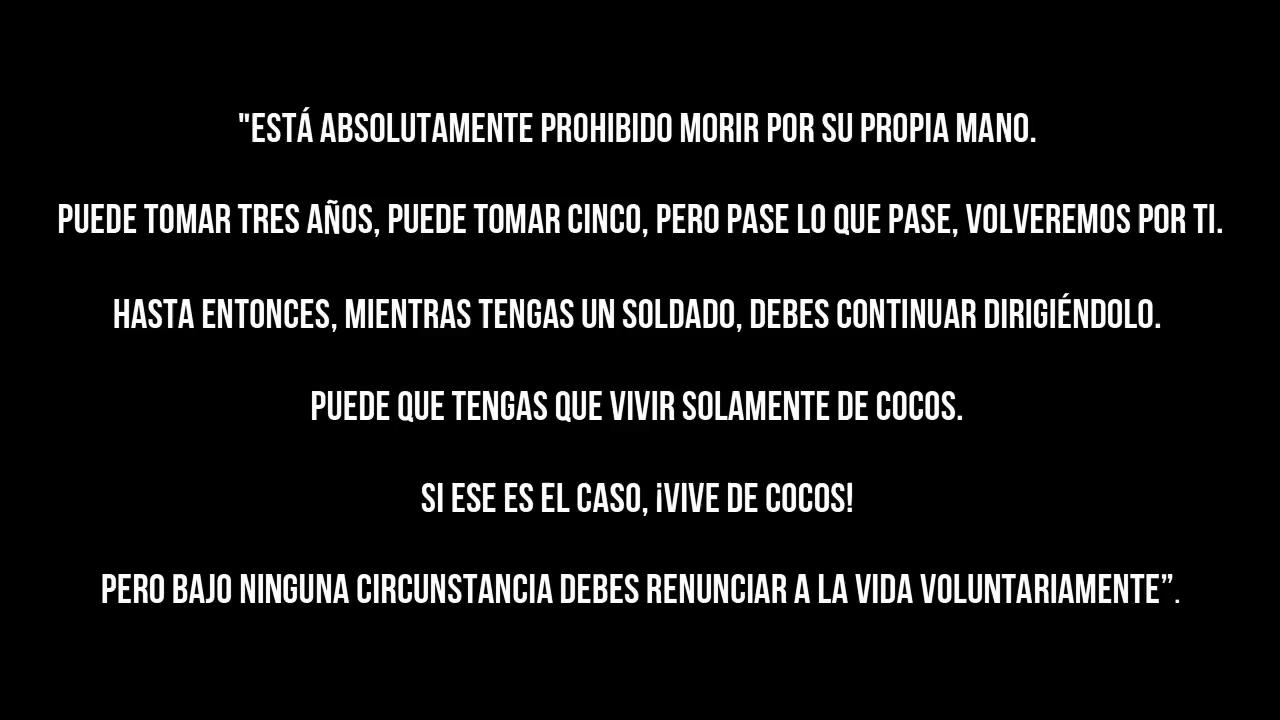 "ESTÁ ABSOLUTAMENTE PROHIBIDO MORIR POR SU PROPIA MANO.
PUEDE TOMAR TRES AÑOS, PUEDE TOMAR CINCO, PERO PASE LO QUE PASE, VOLVEREMOS POR TI.
HASTA ENTONCES, MIENTRAS TENGAS UN SOLDADO, DEBES CONTINUAR DIRIGIÉNDOLO.
PUEDE QUE TENGAS QUE VIVIR SOLAMENTE DE COCOS.
SI ESE ES EL CASO, ¡VIVE DE COCOS!
PERO BAJO NINGUNA CIRCUNSTANCIA DEBES RENUNCIAR A LA VIDA VOLUNTARIAMENTE”.